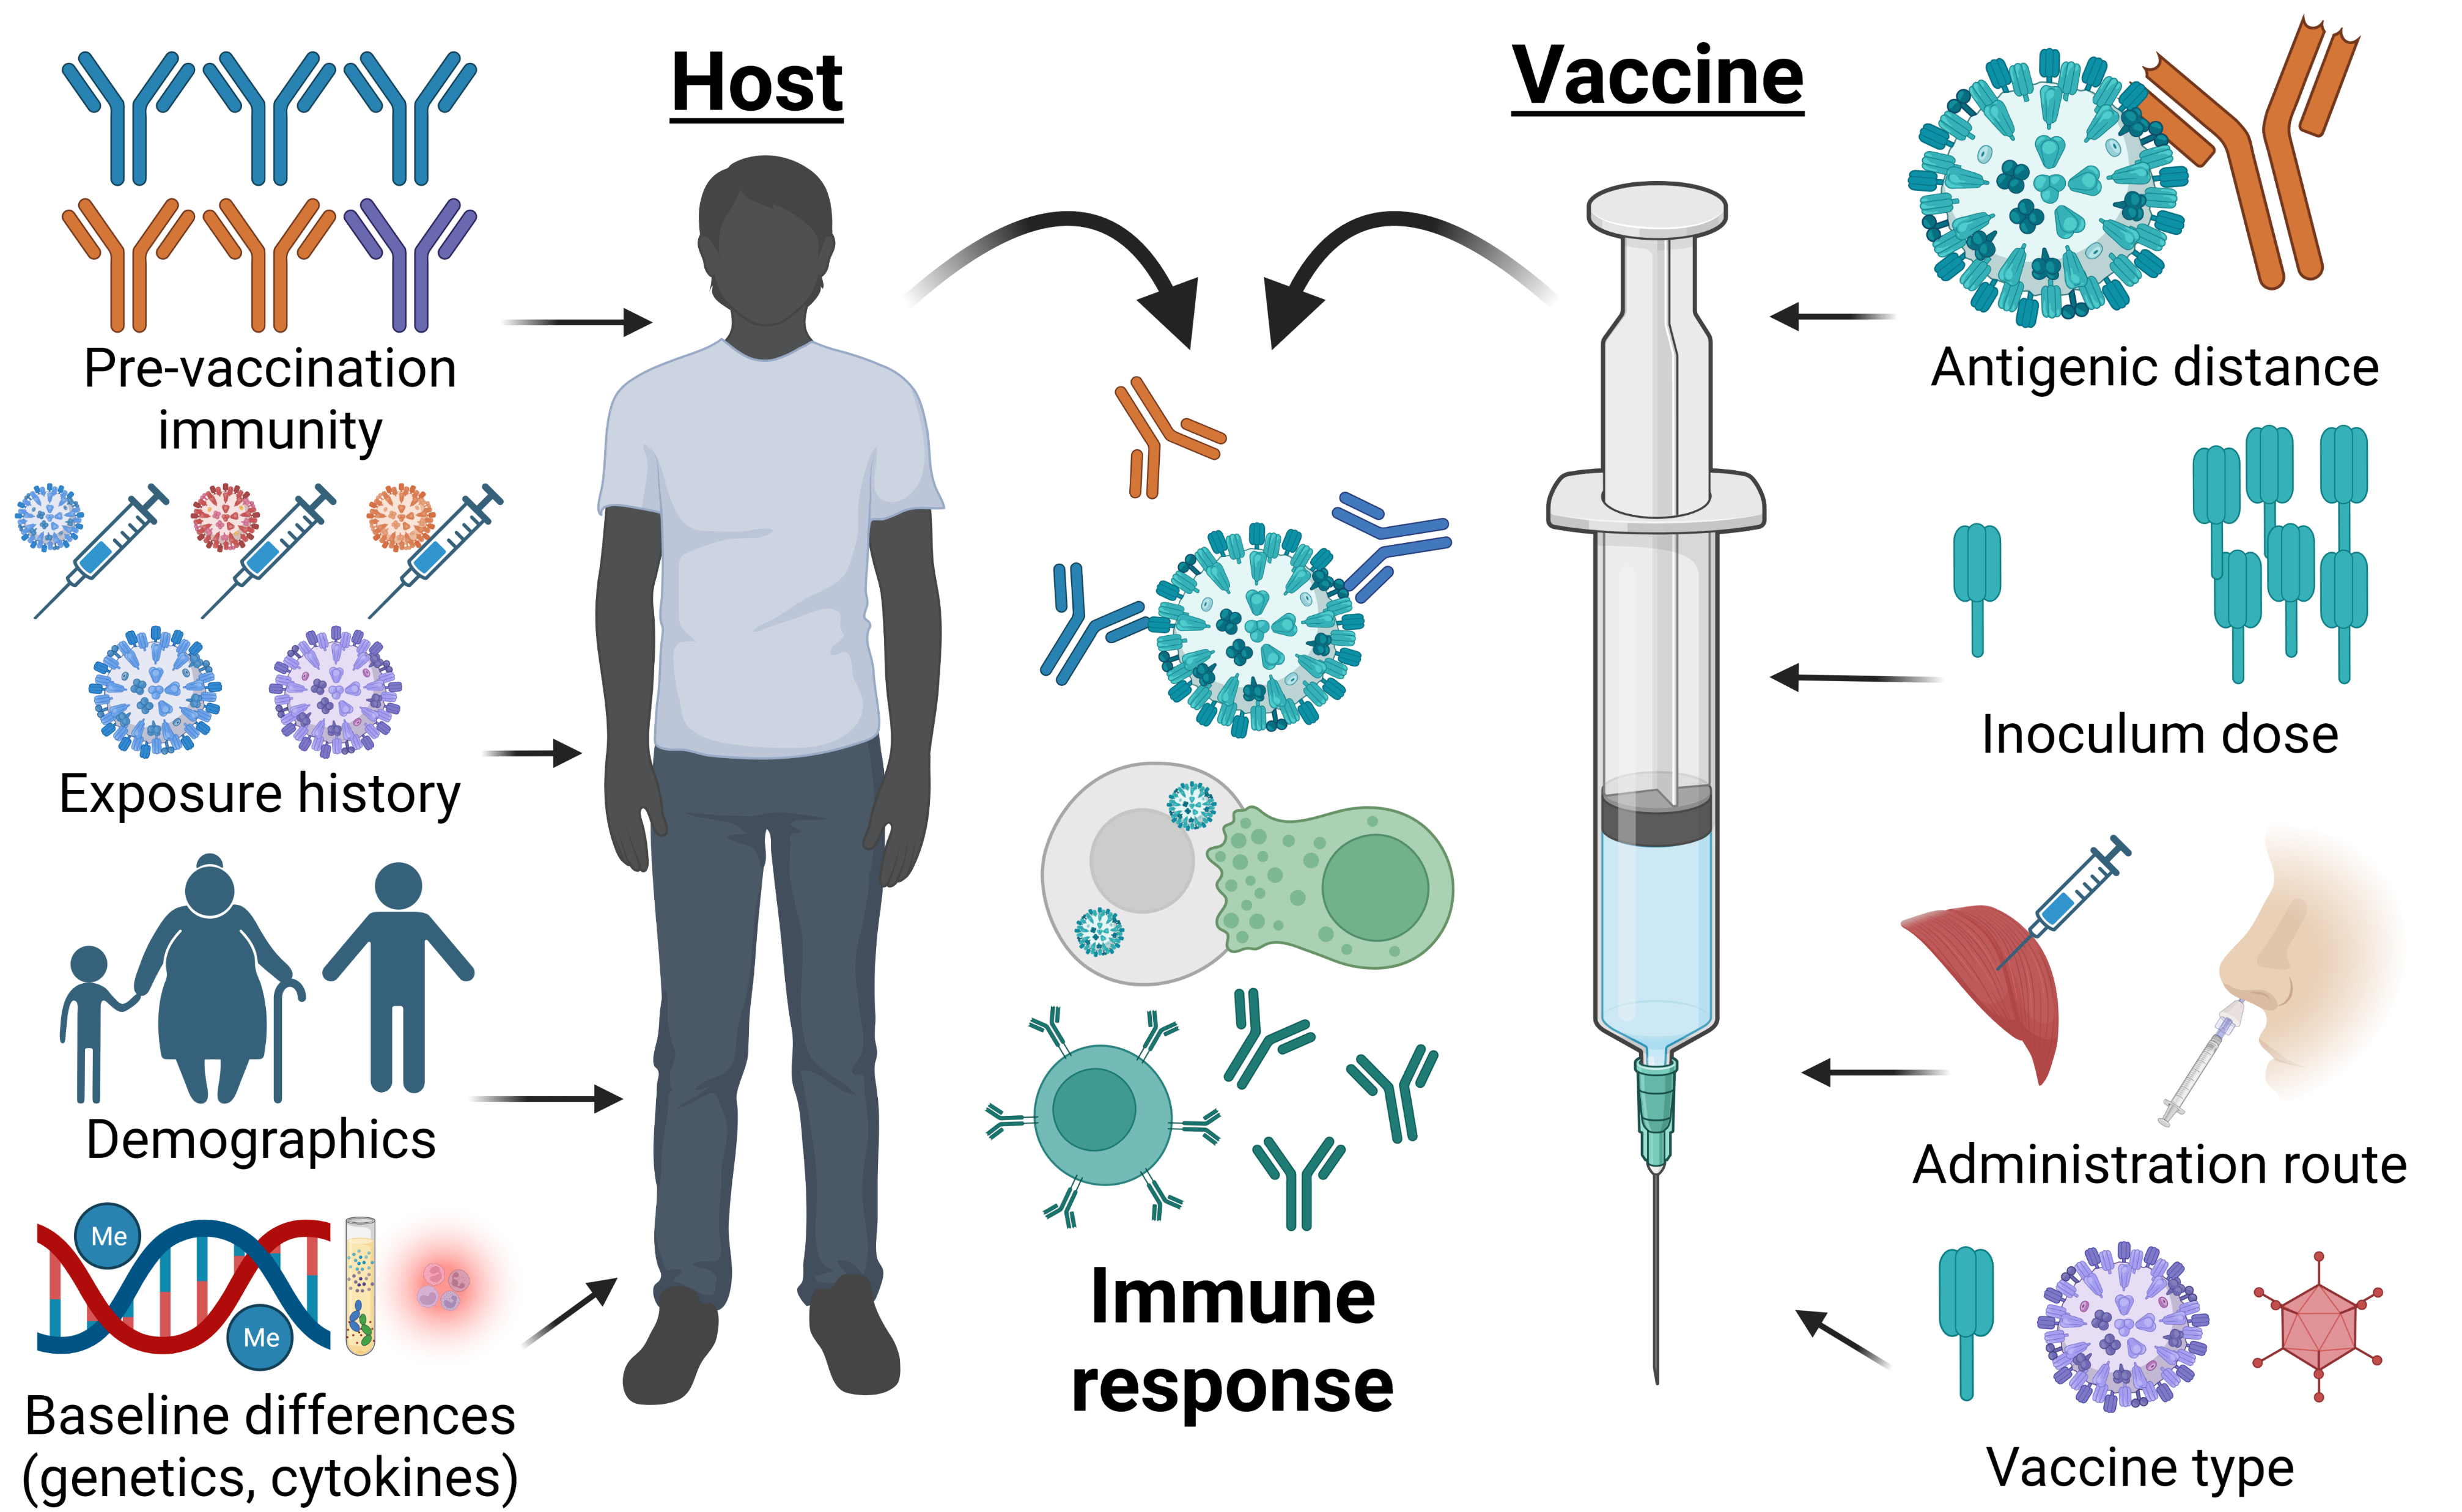 Host
Vaccine
Pre-vaccination
immunity
Exposure history
Demographics
Me
Me
Baseline differences
(genetics, cytokines)
Immune
response
Antigenic distance
Inoculum dose
Administration route
Vaccine type